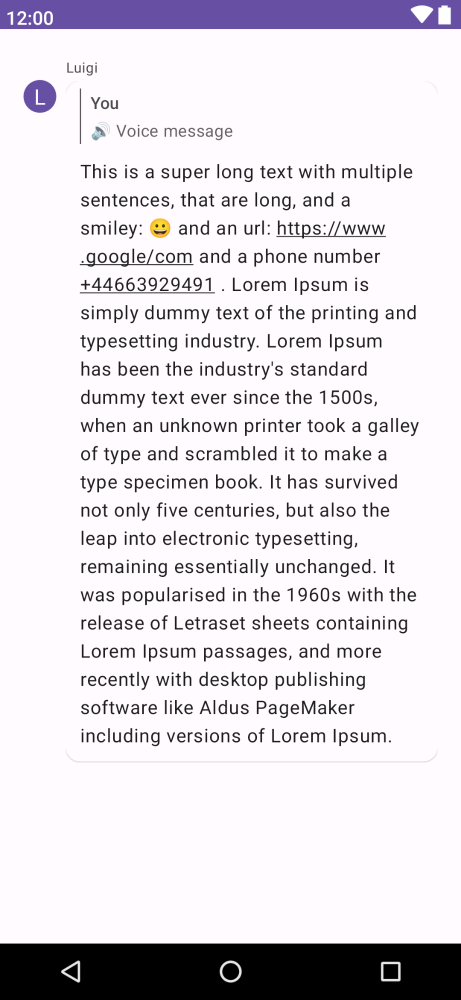 12:00
Luigi
L
You
🔊 Voice message
This is a super long text with multiple
sentences, that are long, and a
smiley: 😀 and an url: https://www
.google/com and a phone number
+44663929491 . Lorem Ipsum is
simply dummy text of the printing and
typesetting industry. Lorem Ipsum
has been the industry's standard
dummy text ever since the 1500s,
when an unknown printer took a galley
of type and scrambled it to make a
type specimen book. It has survived
not only five centuries, but also the
leap into electronic typesetting,
remaining essentially unchanged. It
was popularised in the 1960s with the
release of Letraset sheets containing
Lorem Ipsum passages, and more
recently with desktop publishing
software like Aldus PageMaker
including versions of Lorem Ipsum.